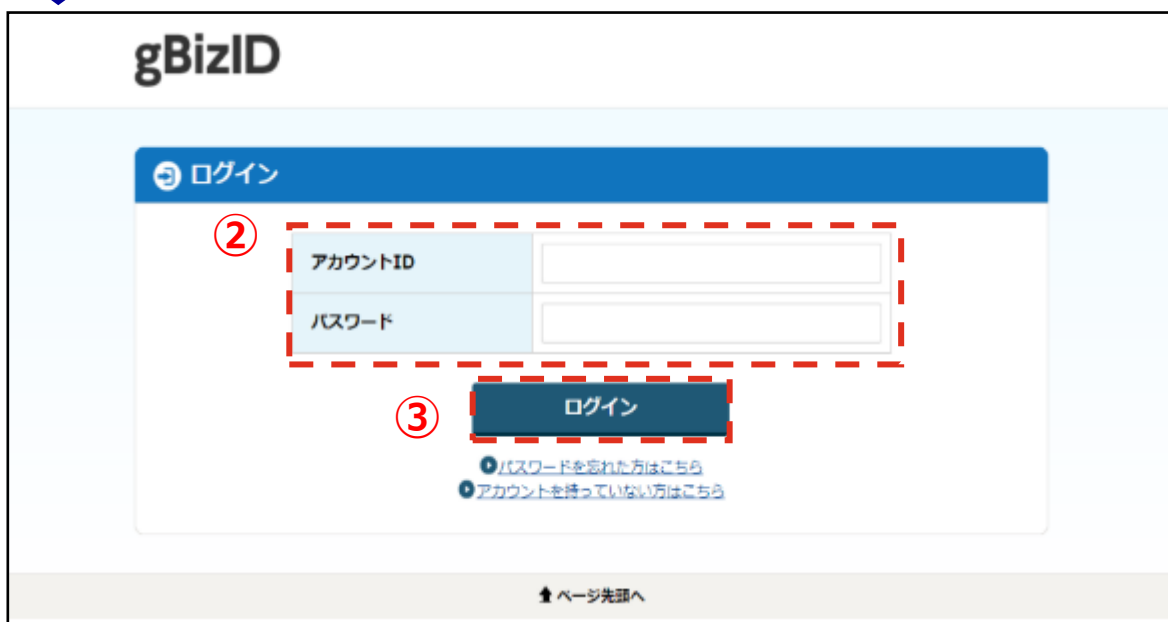 gBizID
ログイン
②
アカウントID
パスワード
③
ログイン
パスワードを忘れた方はこちら
アカウントを持っていない方はこちら
ページ先頭へ